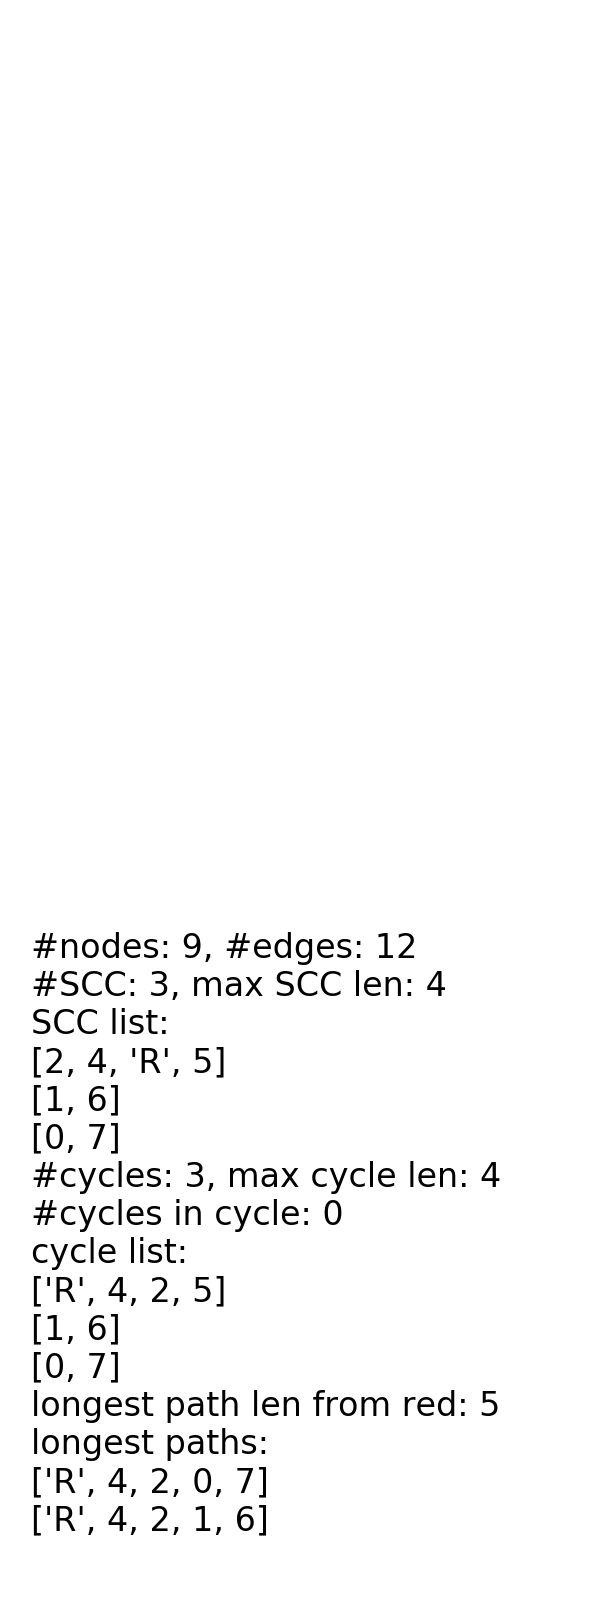 #nodes: 9, #edges: 12
#SCC: 3, max SCC len: 4
SCC list:
[2, 4, 'R', 5]
[1, 6]
[0, 7]
#cycles: 3, max cycle len: 4
#cycles in cycle: 0
cycle list:
['R', 4, 2, 5]
[1, 6]
[0, 7]
longest path len from red: 5
longest paths:
['R', 4, 2, 0, 7]
['R', 4, 2, 1, 6]